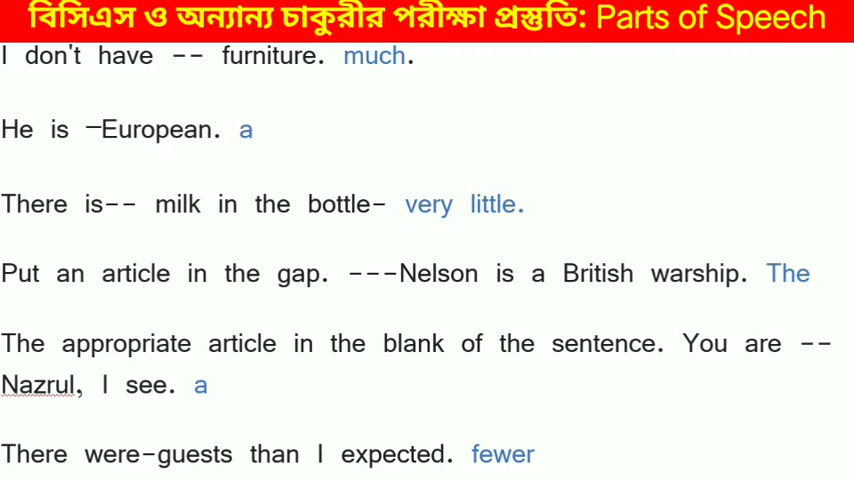 বিসিএস ও অন্যান্য চাকুরীর পরীক্ষা প্রস্তুতি: Parts of Speech
I don't have -- furniture. much.
He is –European. a
There is-- milk in the bottle- very little.
Put an article in the gap. ---Nelson is a British warship. The
The appropriate article in the blank of the sentence. You are --
Nazrul, I see. a
There were-guests than I expected. fewer